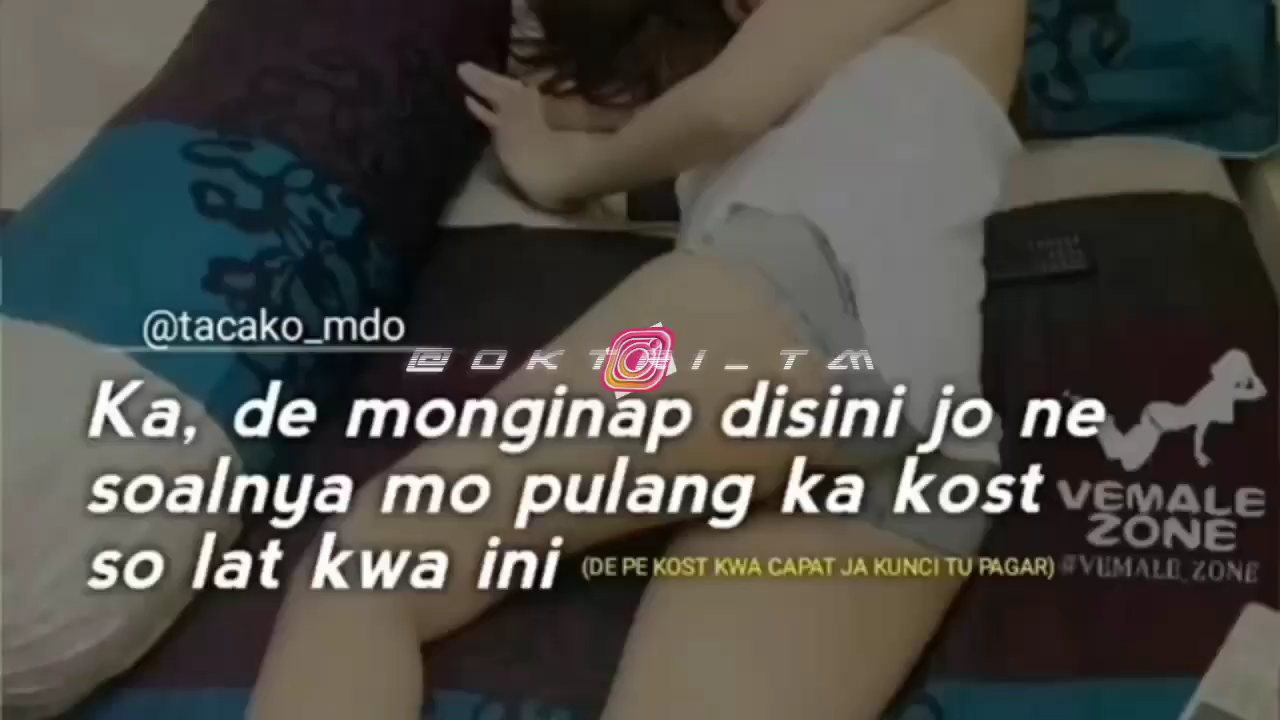 @tacako_mdo
@OKTHI_TM
Ka, de monginap disini jo ne
soalnya mo pulang ka kost
so lat kwa ini
(DE PE KOST KWA CAPAT JA KUNCI TU PAGAR)
VEMALE
ZONE
#VEMALE_ZONE